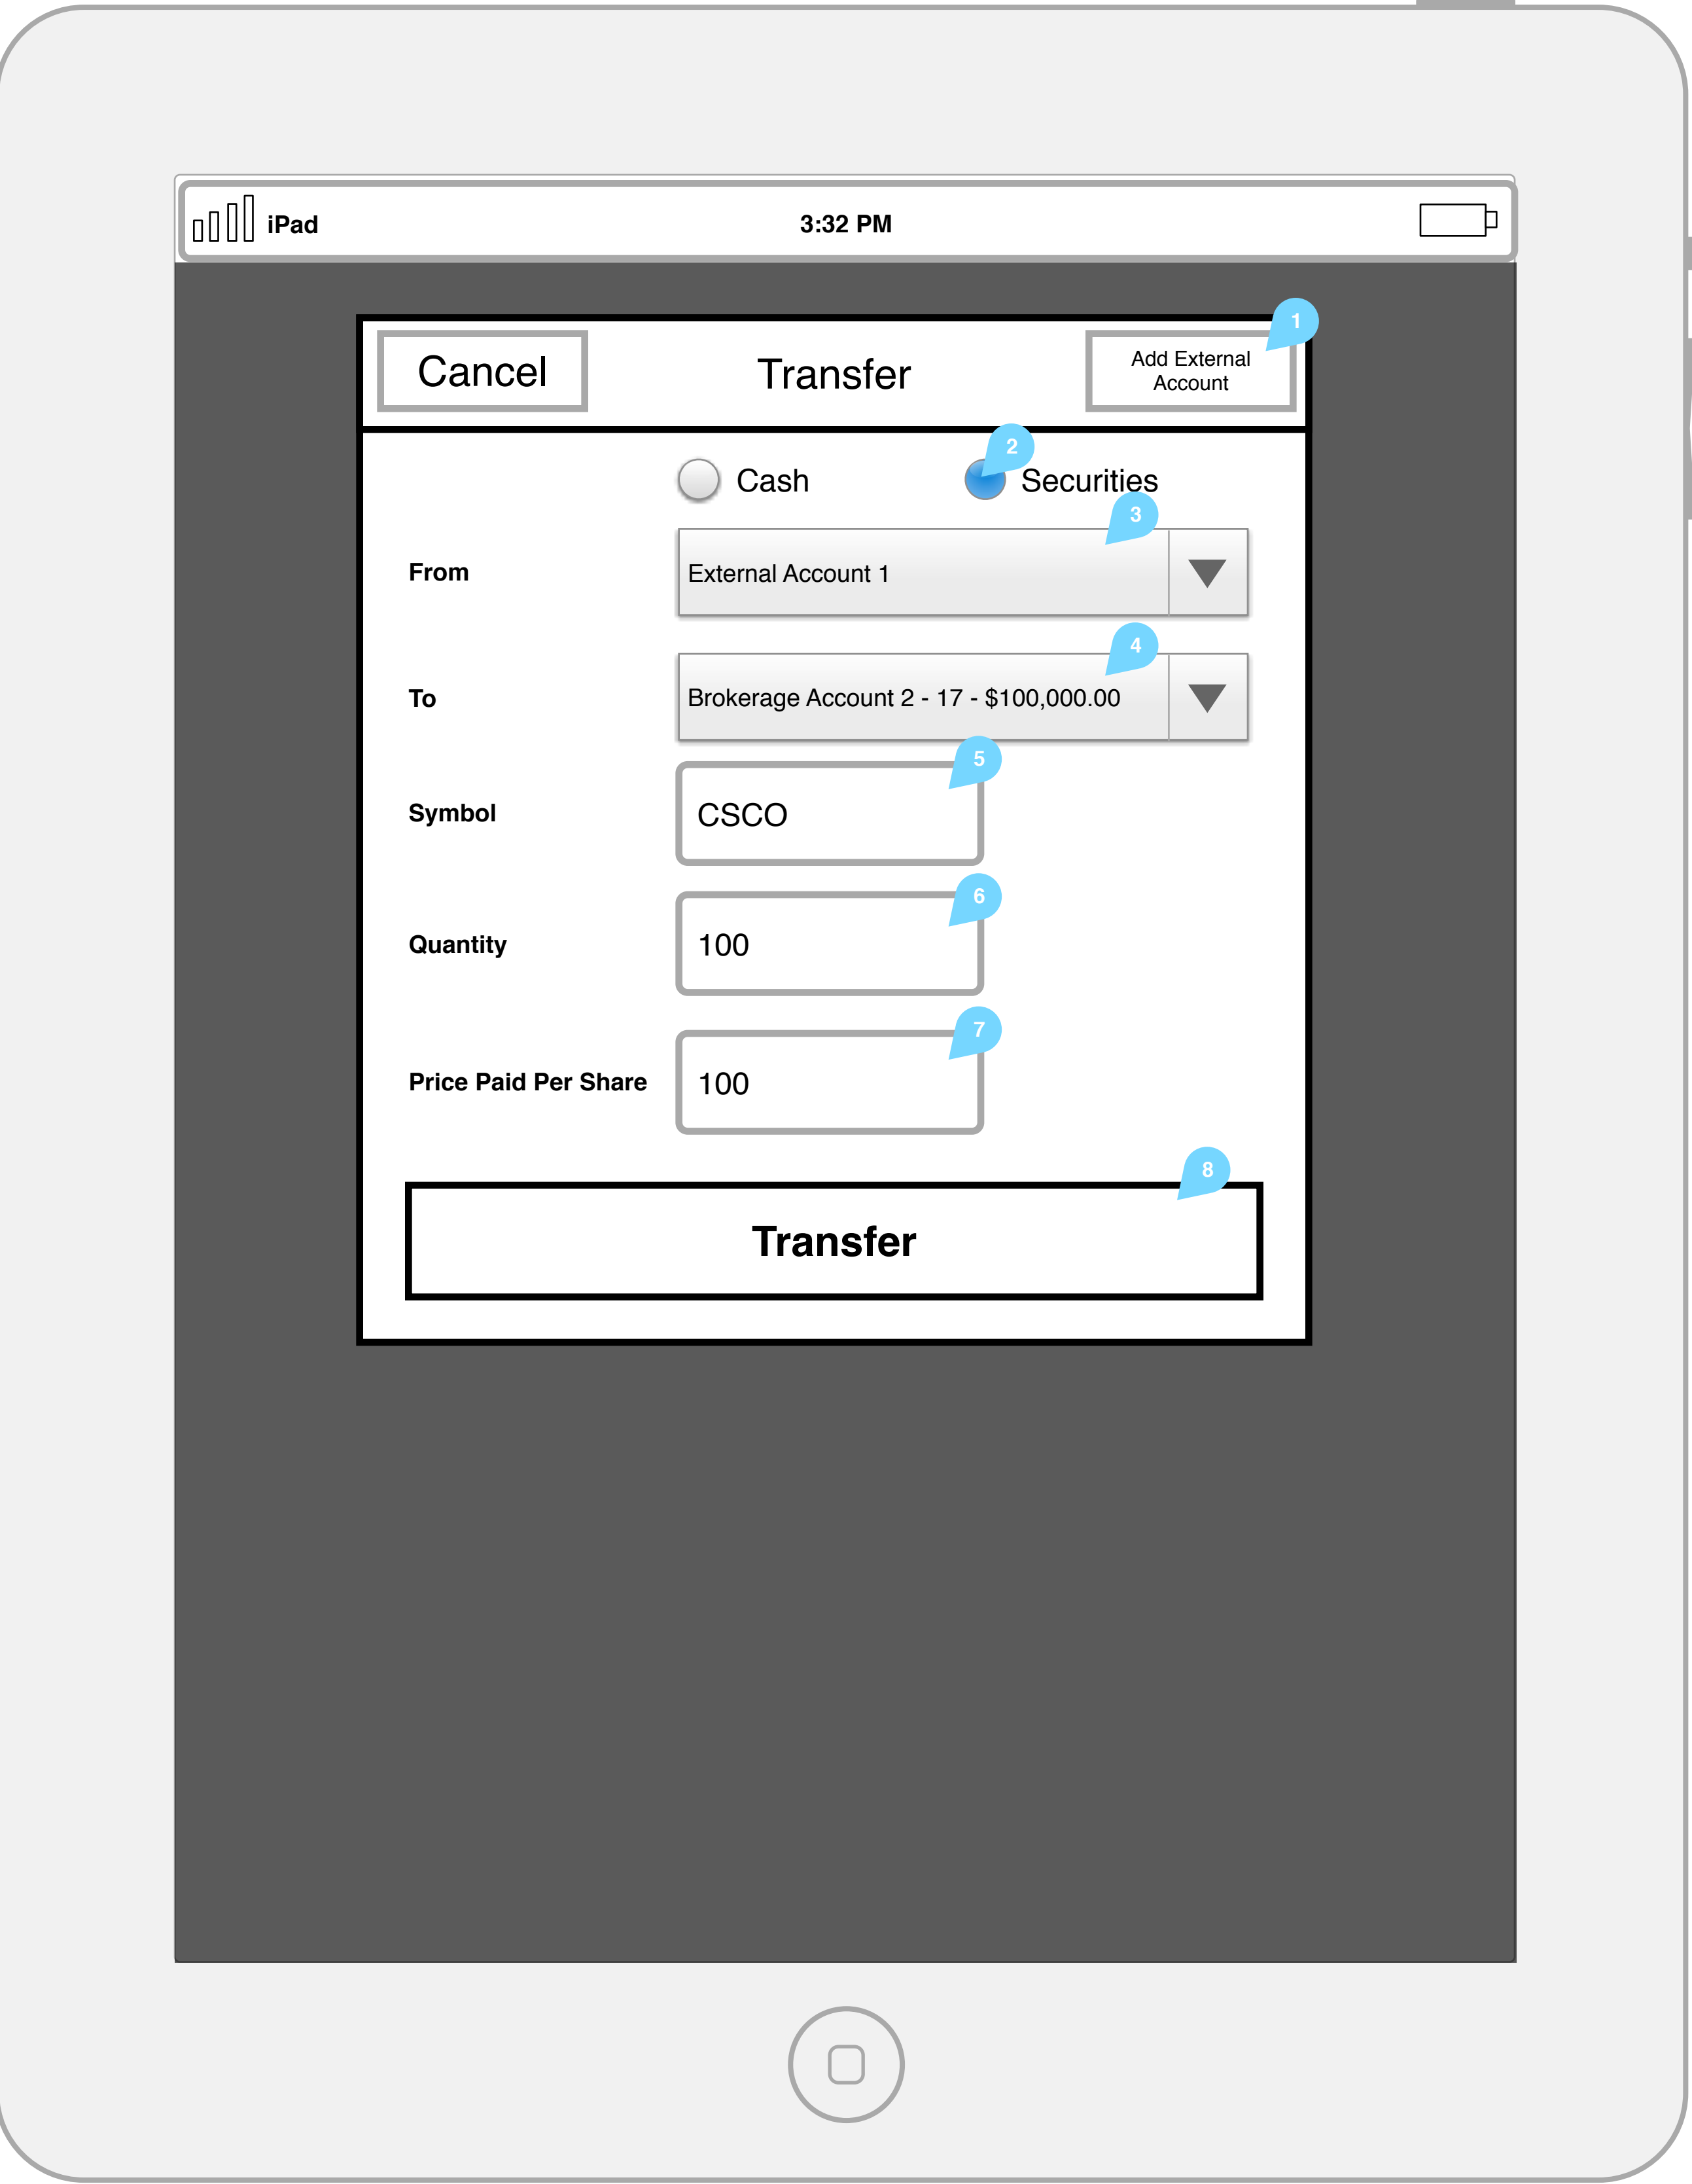 iPad
3:32 PM
1
Cancel
Transfer
Add External
Account
2
Cash
Securities
3
From
External Account 1
4
To
Brokerage Account 2 - 17 - $100,000.00
5
Symbol
CSCO
6
Quantity
100
7
Price Paid Per Share
100
8
Transfer